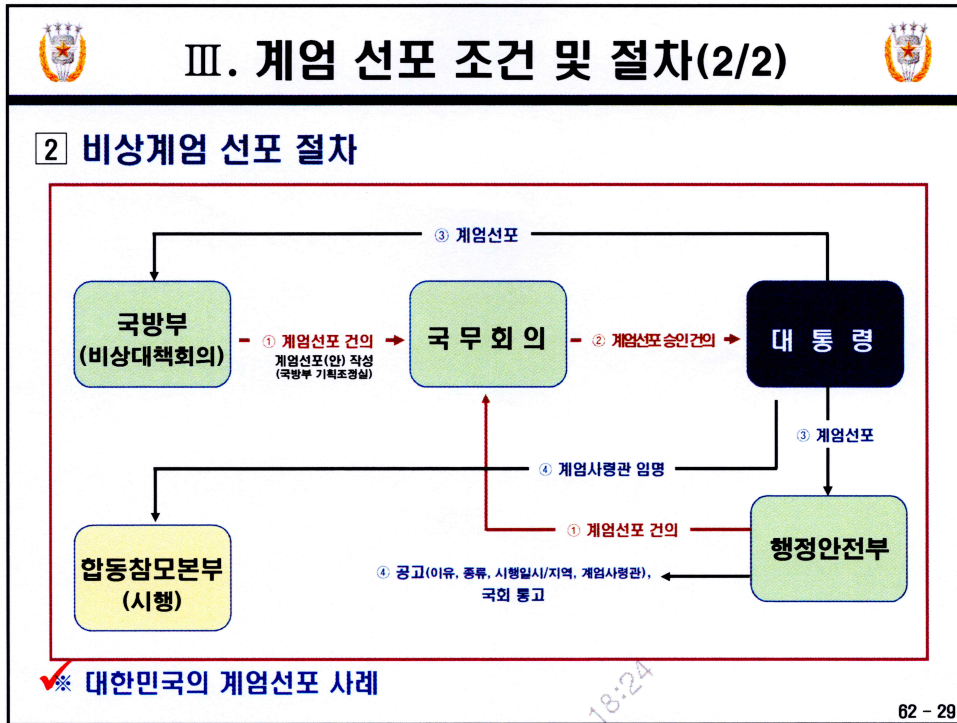 Ⅲ. 계엄 선포 조건 및 절차(2/2)
2 비상계엄 선포 절차
③ 계엄선포
국방부
(비상대책회의)
① 계엄선포 건의
계엄선포(안) 작성
(국방부 기획조정실)
국 무 회 의
② 계엄선포 승인 건의
대 통 령
③ 계엄선포
④ 계엄사령관 임명
합동참모본부
(시행)
① 계엄선포 건의
행정안전부
④ 공고(이유, 종류, 시행일시/지역, 계엄사령관),
국회 통고
※ 대한민국의 계엄선포 사례
18:24
62 - 29